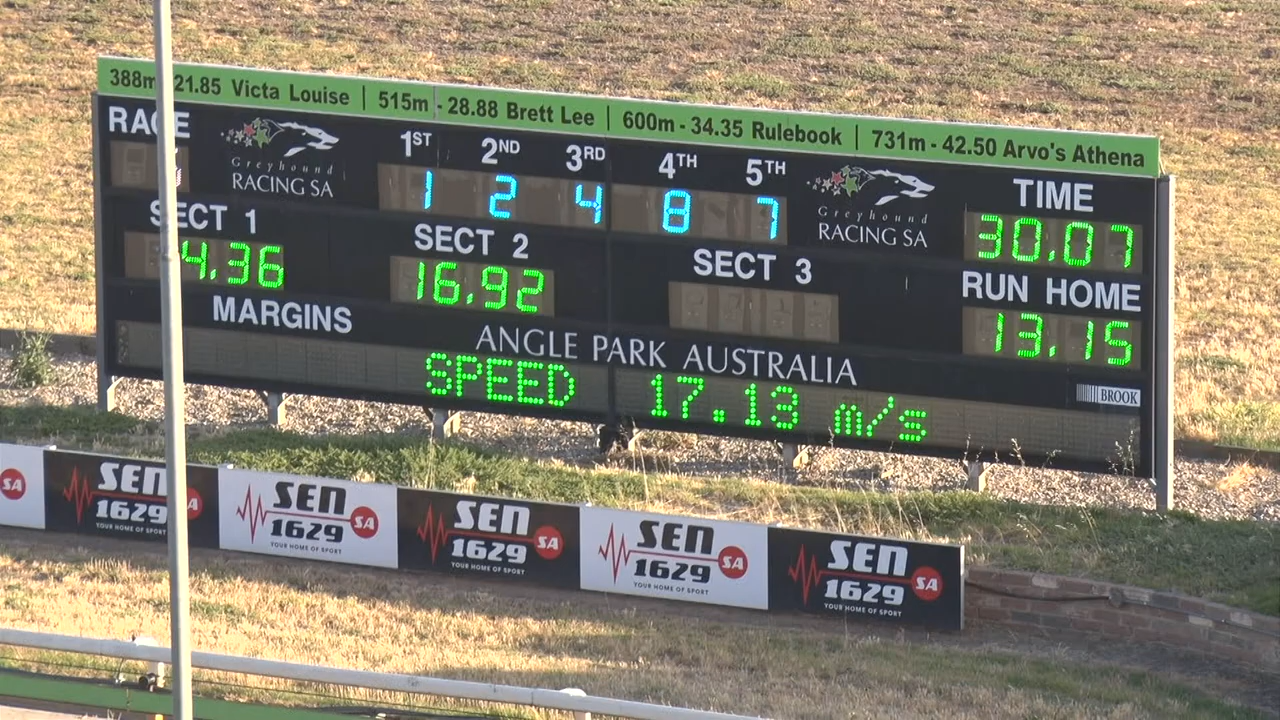 388m 21.85 Victa Louise | 515m - 28.88 Brett Lee | 600m - 34.35 Rulebook | 731m - 42.50 Arvo's Athena
RACE
Greyhound RACING SA
1ST 2ND 3RD 4TH 5TH
1 2 4 8 7
Greyhound RACING SA
TIME
30.07
SECT 1
4.36
SECT 2
16.92
SECT 3
RUN HOME
13.15
MARGINS
ANGLE PARK AUSTRALIA
BROOK
SPEED 17.13 m/s
SA
SEN 1629 SA
YOUR HOME OF SPORT
SEN 1629 SA
YOUR HOME OF SPORT
SEN 1629 SA
YOUR HOME OF SPORT
SEN 1629 SA
YOUR HOME OF SPORT
SEN 1629 SA
YOUR HOME OF SPORT